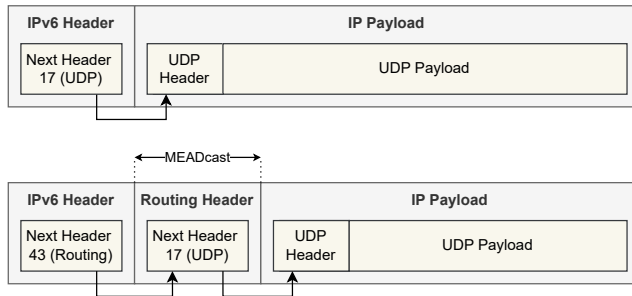 IPv6 Header
IP Payload
Next Header
17 (UDP)
UDP
Header
UDP Payload
MEADcast
IPv6 Header
Routing Header
IP Payload
Next Header
43 (Routing)
Next Header
17 (UDP)
UDP
Header
UDP Payload